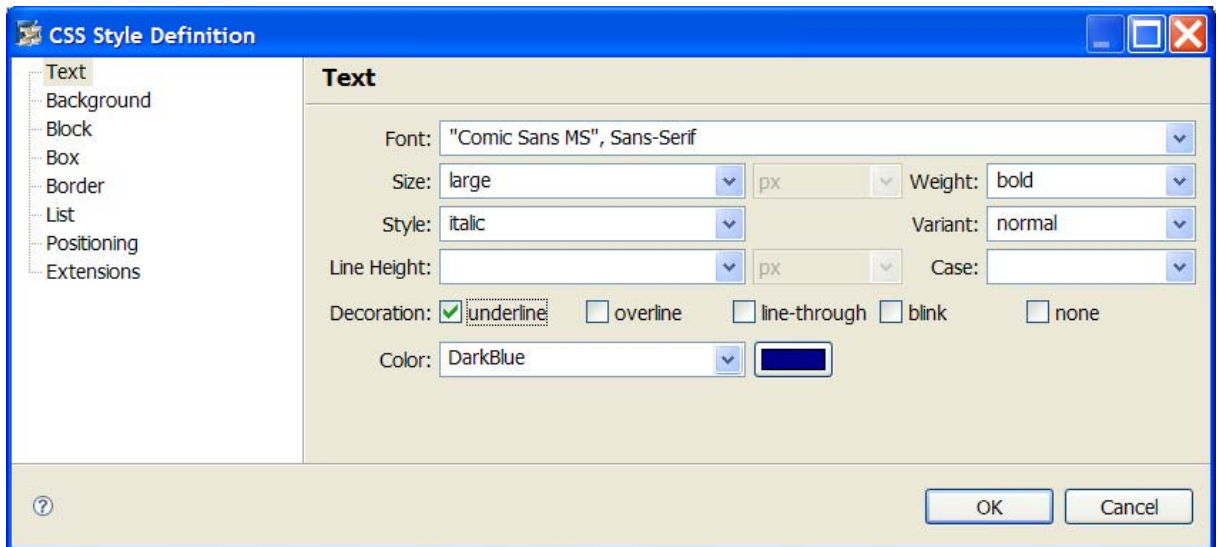 CSS Style Definition
Text
Background
Block
Box
Border
List
Positioning
Extensions
Text
Font: "Comic Sans MS", Sans-Serif
Size: large px Weight: bold
Style: italic Variant: normal
Line Height: px Case:
Decoration: underline overline line-through blink none
Color: DarkBlue
?
OK Cancel